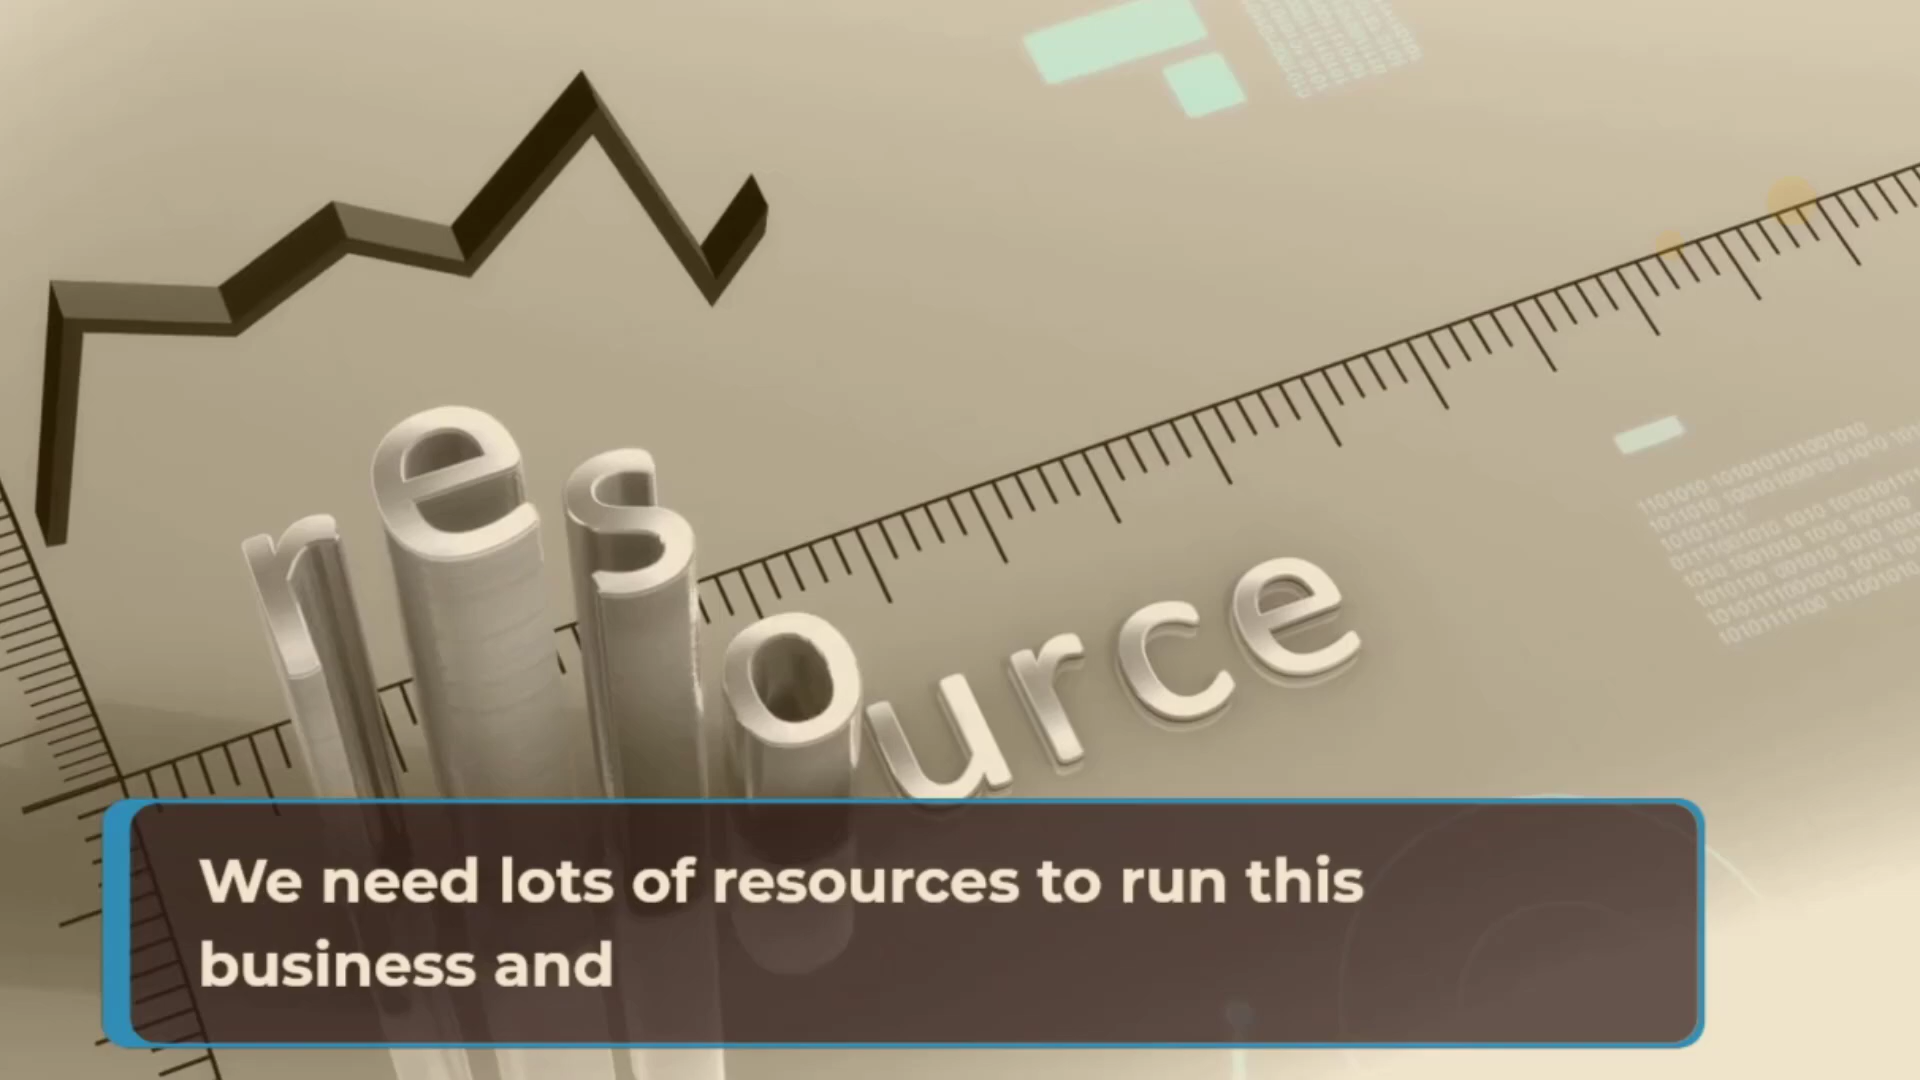 resource
We need lots of resources to run this
business and